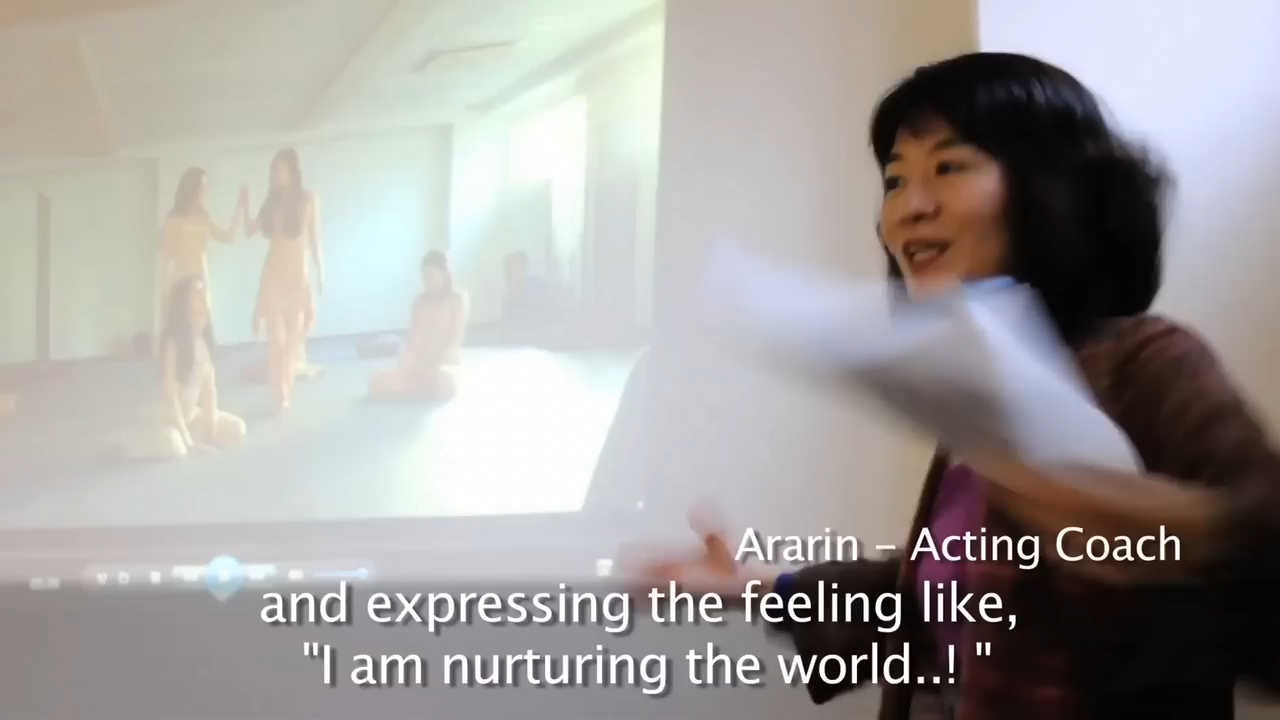 Ararin – Acting Coach
and expressing the feeling like,
"I am nurturing the world..! "